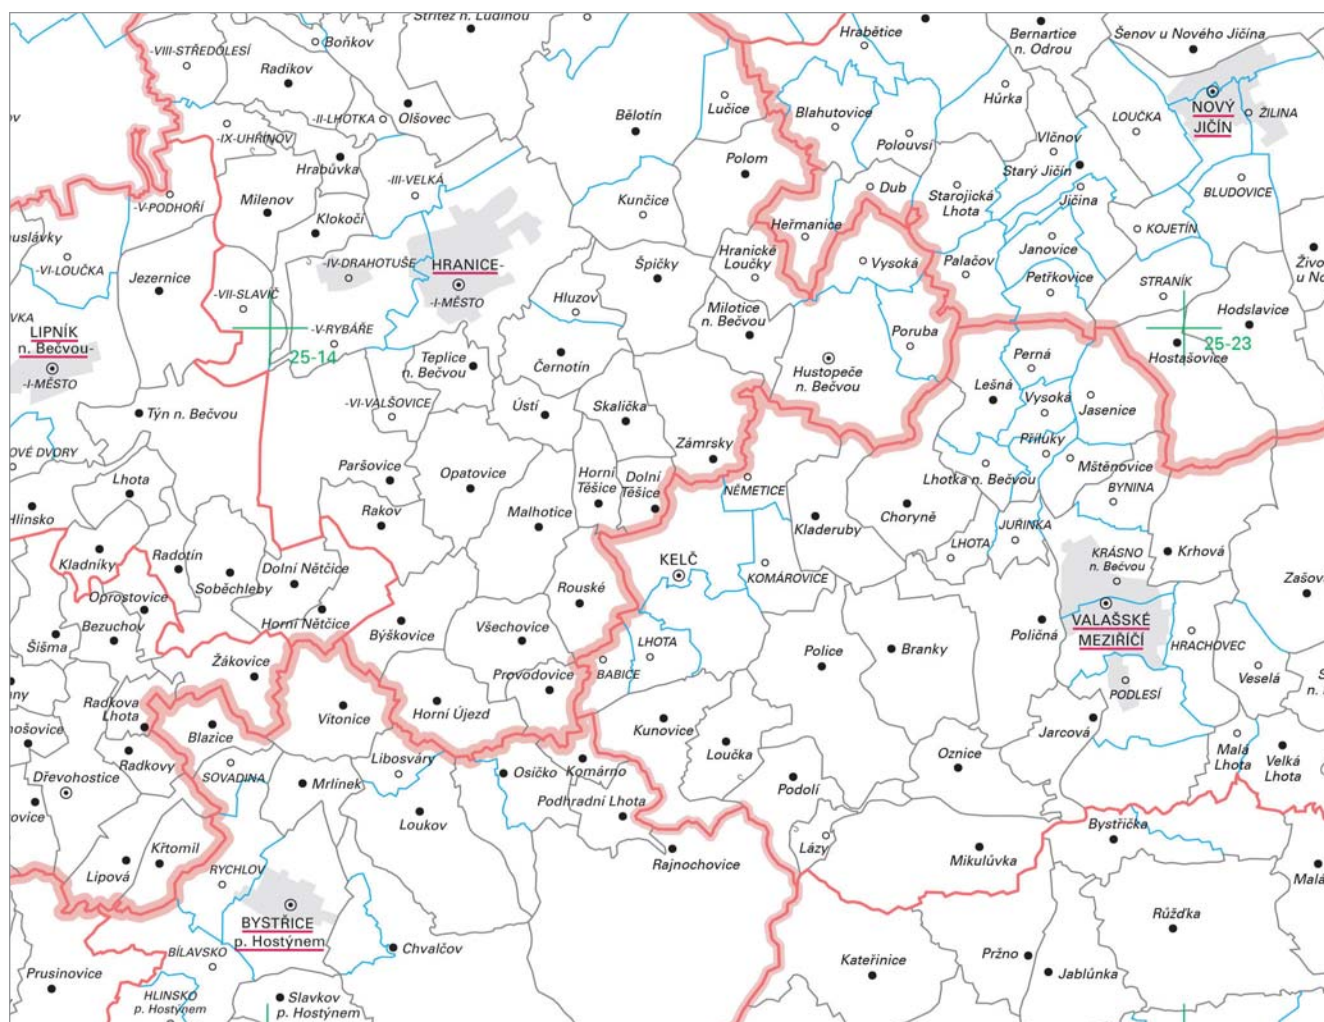 Střítež n. Ludinou
-VIII-STŘEDOLESÍ
Boňkov
Radíkov
Hrabětice
Bernartice
n. Odrou
Šenov u Nového Jičína
-II-LHOTKA
Olšovec
-IX-UHŘÍNOV
Hrabůvka
Bělotín
Lučice
Blahutovice
Hůrka
LOUČKA
NOVÝ
JIČÍN
ŽILINA
Polouvsí
Vlčnov
Polom
Starý Jičín
-V-PODHOŘÍ
Milenov
Klokočí
-III-VELKÁ
Kunčice
Dub
Starojická
Lhota
Jičina
BLUDOVICE
Heřmanice
KOJETÍN
-VI-LOUČKA
Jezernice
-IV-DRAHOTUŠE
HRANICE-
-I-MĚSTO
Špičky
Hranické
Loučky
Vysoká
Palačov
Janovice
Petřkovice
-VII-SLAVÍČ
Hluzov
Milotice
n. Bečvou
STRANÍK
Hodslavice
LIPNÍK
n. Bečvou-
-I-MĚSTO
-V-RYBÁŘE
25-14
Teplice
n. Bečvou
Černotín
Hustopeče
n. Bečvou
Poruba
Perná
25-23
Hostašovice
-VI-VALŠOVICE
Týn n. Bečvou
Ústí
Skalička
Lešná
Vysoká
Jasenice
Zámrsky
Příluky
Lhota
Paršovice
Opatovice
Horní
Těšice
Dolní
Těšice
NĚMETICE
Lhotka n. Bečvou
Mštěnovice
BYNINA
Rakov
Malhotice
Kladeruby
Choryně
JUŘINKA
LHOTA
Kladníky
Radotín
Soběchleby
Dolní Nětčice
KELČ
KOMÁROVICE
KRÁSNO
n. Bečvou
Krhová
Oprostovice
Horní Nětčice
Rouské
Bezuchov
Šišma
Býškovice
Všechovice
LHOTA
BABICE
Police
Branky
Poličná
VALAŠSKÉ
MEZIŘÍČÍ
HRACHOVEC
Žákovice
Provodovice
PODLESÍ
Veselá
Radkova
Lhota
Blazice
Vítonice
Horní Újezd
Kunovice
Loučka
Jarcová
Radkovy
SOVADINA
Libosváry
Oznice
Malá
Lhota
Velká
Lhota
Dřevohostice
Mrlínek
Osíčko
Komárno
Podolí
Podhradní Lhota
Loukov
Lázy
Mikulůvka
Bystřička
Lipová
Křtomil
RYCHLOV
Rajnochovice
BYSTŘICE
p. Hostýnem
Růžďka
BÍLAVSKO
Chvalčov
Kateřinice
Pržno
Jablůnka
Prusinovice
HLINSKO
p. Hostýnem
Slavkov
p. Hostýnem